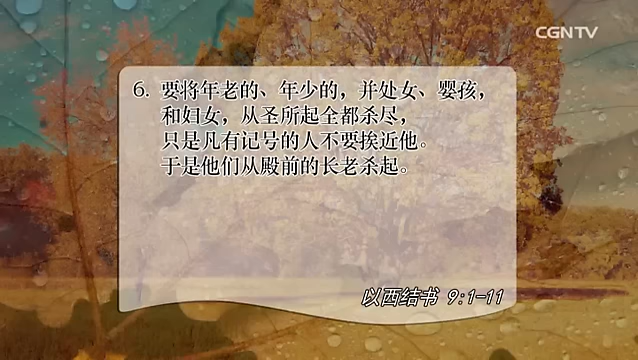 CGNTV
6. 要将年老的、年少的，并处女、婴孩，
和妇女，从圣所起全都杀尽，
只是凡有记号的人不要挨近他。
于是他们从殿前的长老杀起。
以西结书 9:1-11